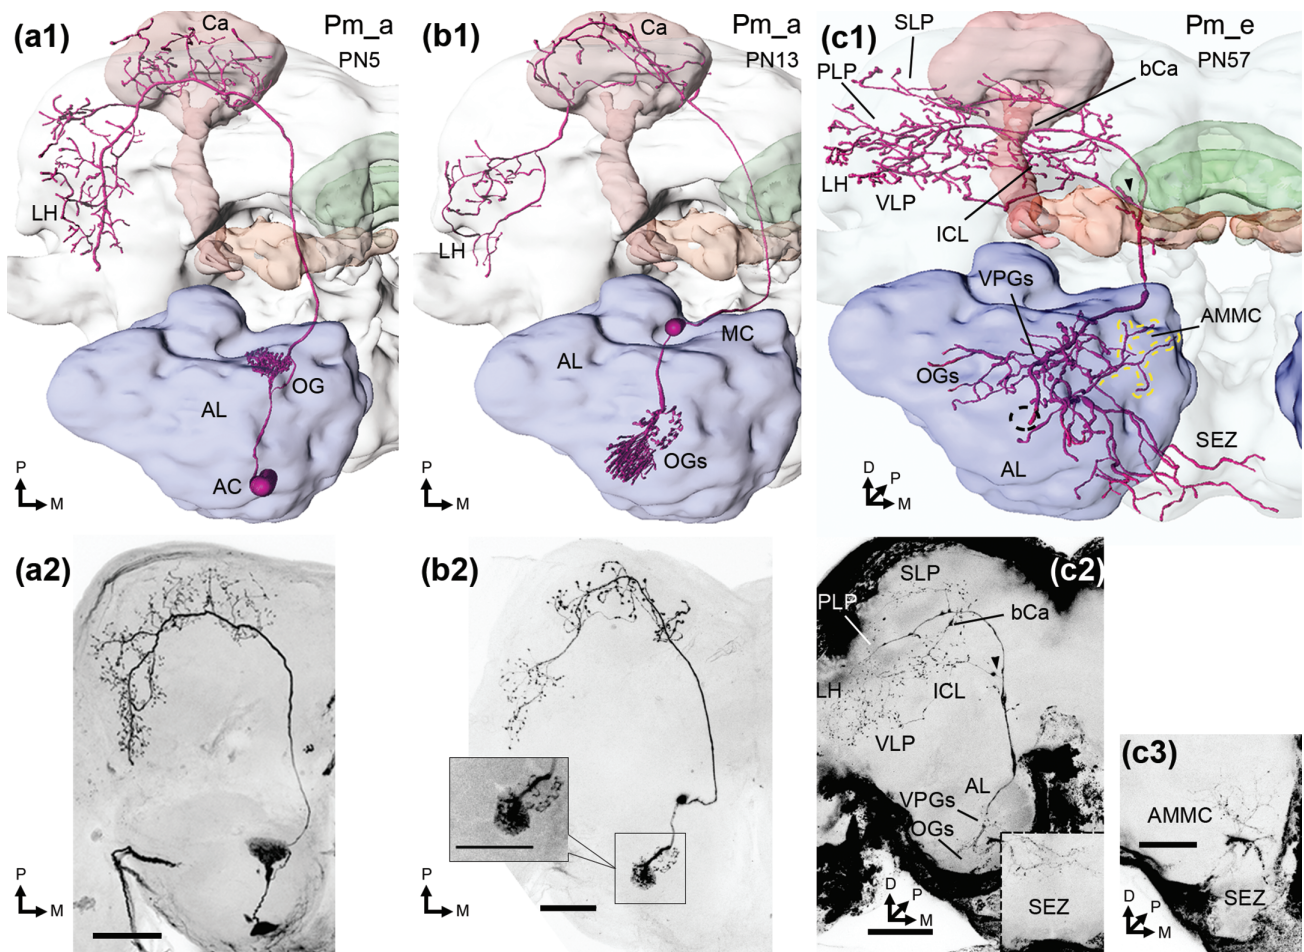 (a1)
Ca
Pm_a
PN5
LH
OG
AL
AC
P
M
(b1)
Ca
Pm_a
PN13
LH
MC
AL
OGs
P
M
(c1)
SLP
Pm_e
PN57
PLP
bCa
LH
VLP
ICL
VPGs
AMMC
OGs
SEZ
AL
D
P
M
(a2)
P
M
(b2)
P
M
(c2)
SLP
PLP
bCa
LH
ICL
VLP
AL
VPGs
OGs
SEZ
D
P
M
(c3)
AMMC
SEZ
D
P
M